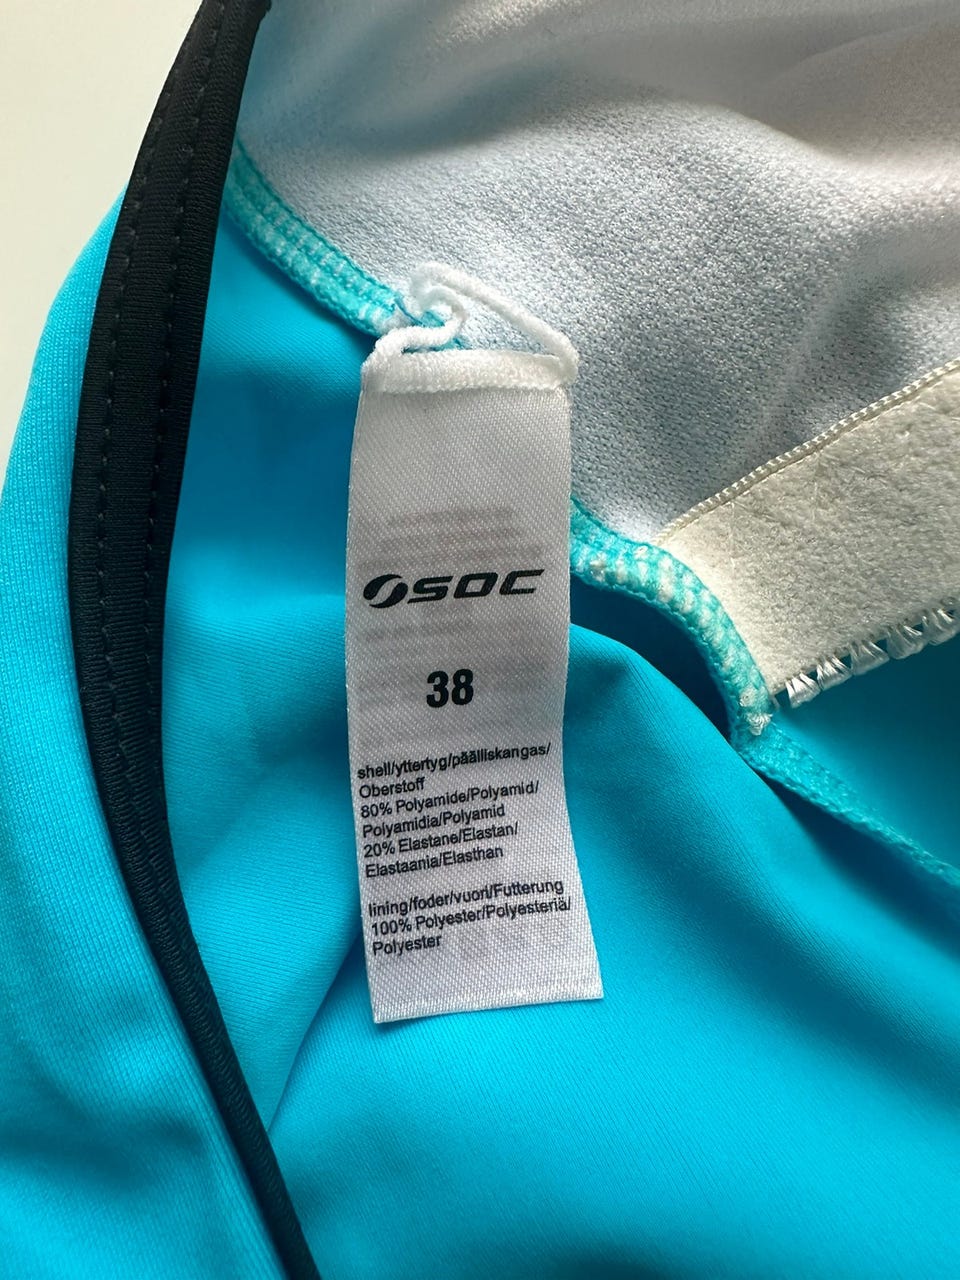 SOC
38
shell/yttertyg/päälliskangas/
Oberstoff
80% Polyamide/Polyamid/
Polyamidia/Polyamid
20% Elastane/Elastan/
Elastaania/Elasthan
lining/foder/vuori/Futterung
100% Polyester/Polyesteriä/
Polyester